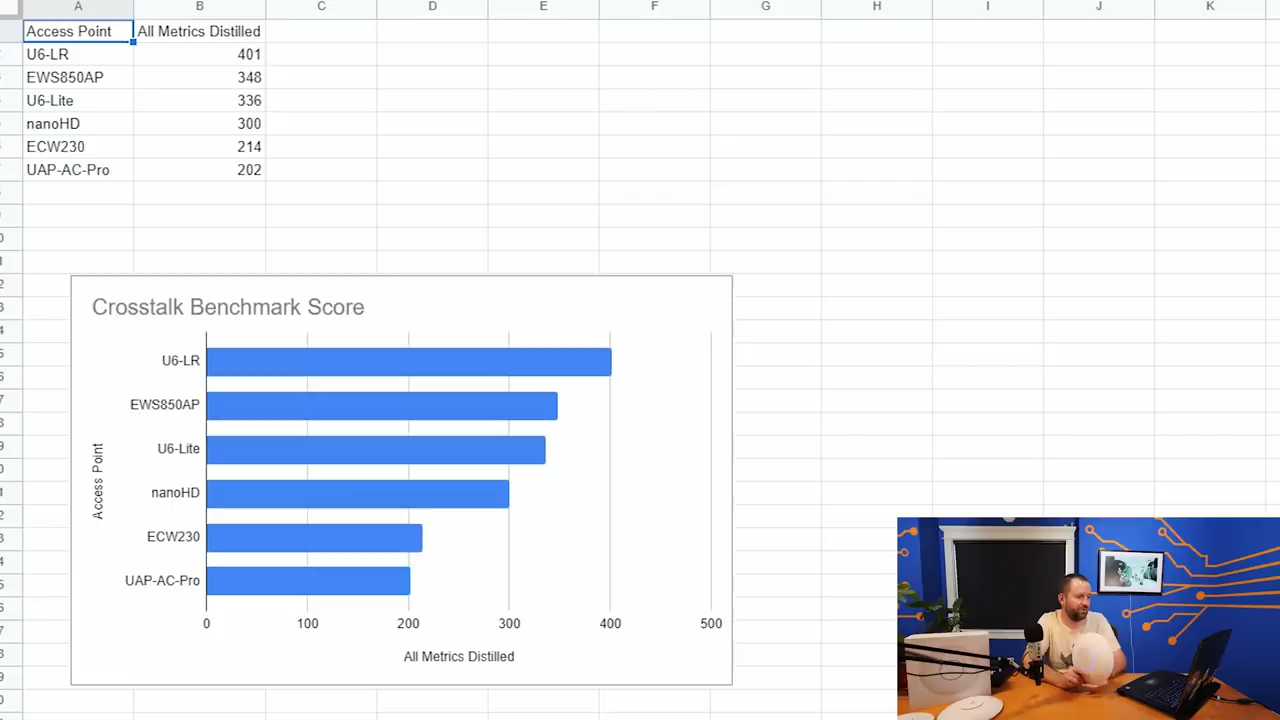 A B C D E F G H I J K
Access Point All Metrics Distilled
U6-LR 401
EWS850AP 348
U6-Lite 336
nanoHD 300
ECW230 214
UAP-AC-Pro 202
Crosstalk Benchmark Score
U6-LR
EWS850AP
U6-Lite
nanoHD
ECW230
UAP-AC-Pro
Access Point
0 100 200 300 400 500
All Metrics Distilled